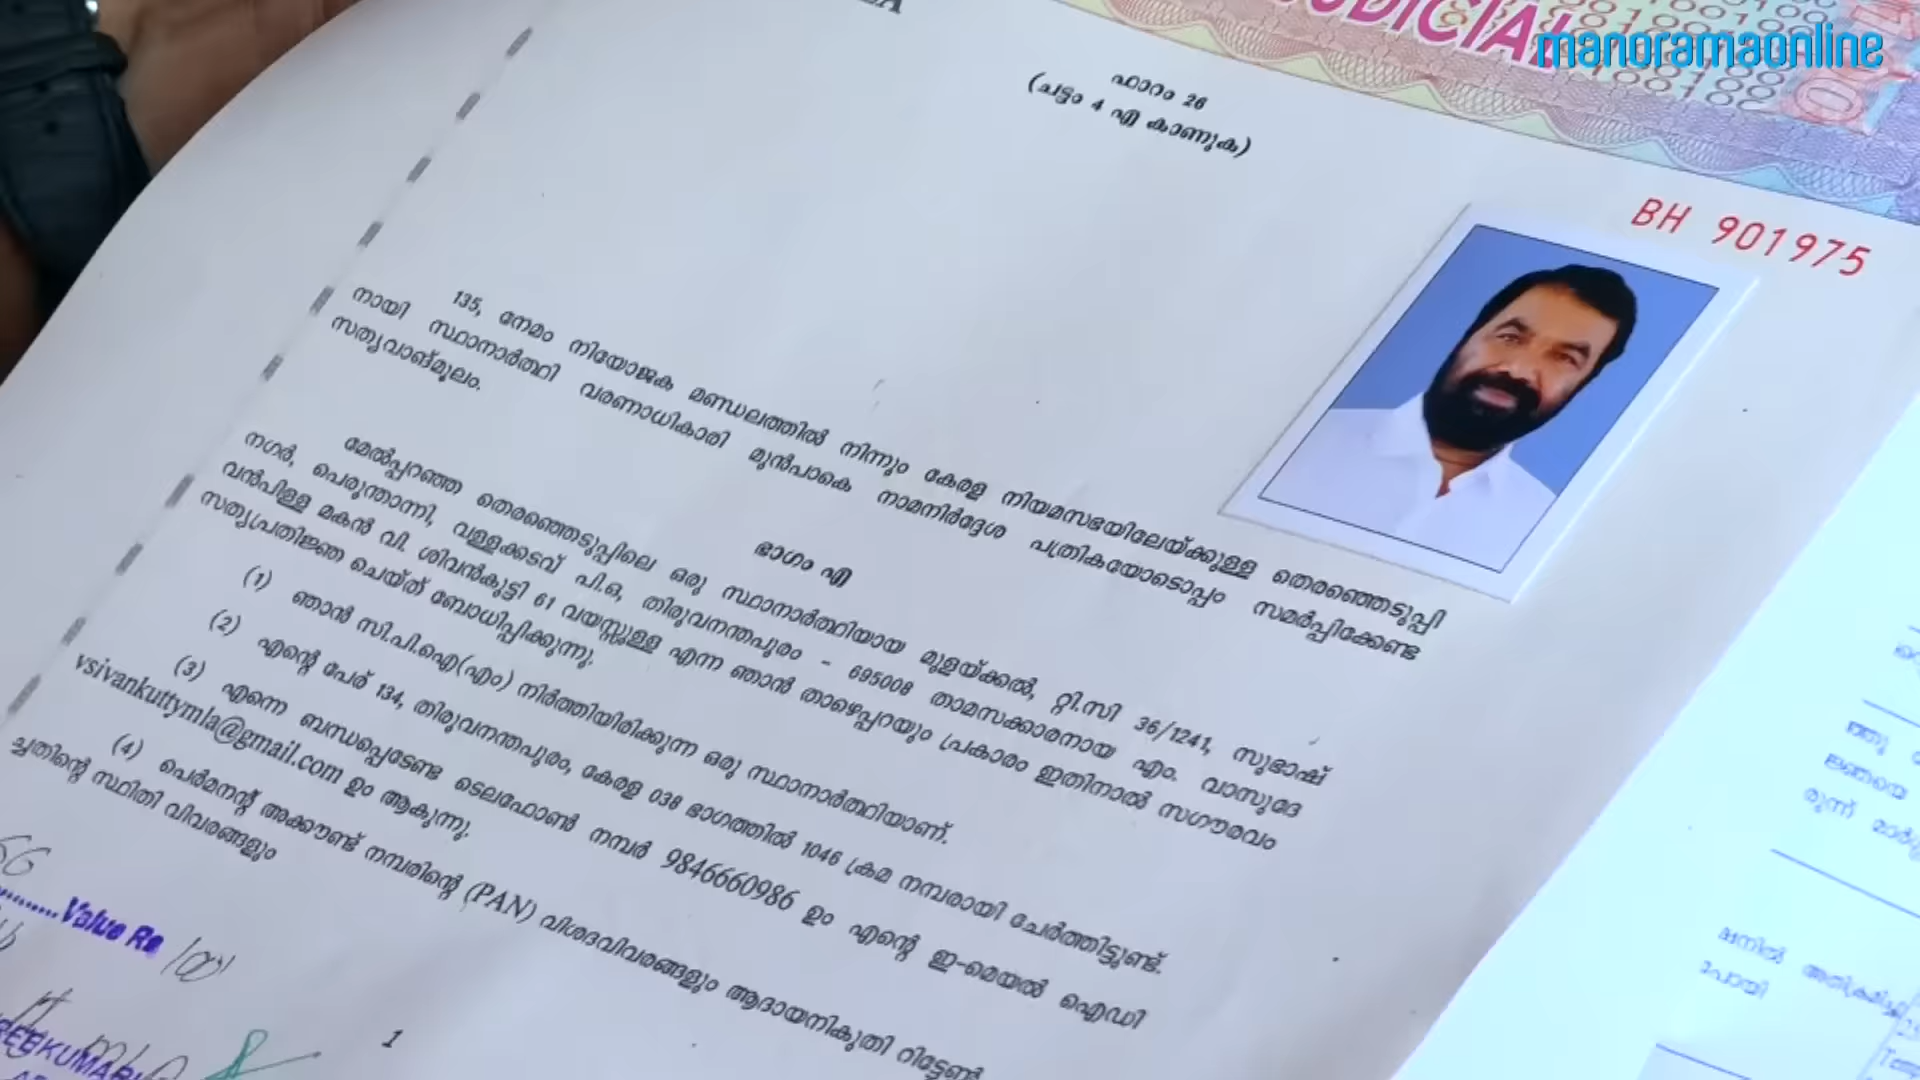 JUDICIAL
manoramaonline
ഫാറം 26
(ചട്ടം 4 എ കാണുക)
BH 901975
135, നേമം നിയോജക മണ്ഡലത്തിൽ നിന്നും കേരള നിയമസഭയിലേയ്ക്കുള്ള തെരഞ്ഞെടുപ്പി
നായി സ്ഥാനാർത്ഥി വരണാധികാരി മുൻപാകെ നാമനിർദ്ദേശ പത്രികയോടൊപ്പം സമർപ്പിക്കേണ്ട
സത്യവാങ്മൂലം.
ഭാഗം എ
മേൽപ്പറഞ്ഞ തെരഞ്ഞെടുപ്പിലെ ഒരു സ്ഥാനാർത്ഥിയായ മുളയ്ക്കൽ, റ്റി.സി 36/1241, സുഭാഷ്
നഗർ, പെരുന്താന്നി, വള്ളക്കടവ് പി.ഒ, തിരുവനന്തപുരം - 695008 താമസക്കാരനായ എം. വാസുദേ
വൻപിള്ള മകൻ വി. ശിവൻകുട്ടി 61 വയസ്സുള്ള എന്ന ഞാൻ താഴെപ്പറയും പ്രകാരം ഇതിനാൽ സഗൗരവം
സത്യപ്രതിജ്ഞ ചെയ്ത് ബോധിപ്പിക്കുന്നു.
(1) ഞാൻ സി.പി.ഐ(എം) നിർത്തിയിരിക്കുന്ന ഒരു സ്ഥാനാർത്ഥിയാണ്.
(2) എന്റെ പേര് 134, തിരുവനന്തപുരം, കേരള 038 ഭാഗത്തിൽ 1046 ക്രമ നമ്പരായി ചേർത്തിട്ടുണ്ട്.
(3) എന്നെ ബന്ധപ്പെടേണ്ട ടെലഫോൺ നമ്പർ 9846660986 ഉം എന്റെ ഇ-മെയൽ ഐഡി
vsivankuttymla@gmail.com ഉം ആകുന്നു.
(4) പെർമനന്റ് അക്കൗണ്ട് നമ്പരിന്റെ (PAN) വിശദവിവരങ്ങളും ആദായനികുതി റിട്ടേൺ
ച്ചതിന്റെ സ്ഥിതി വിവരങ്ങളും
Value Rs
1